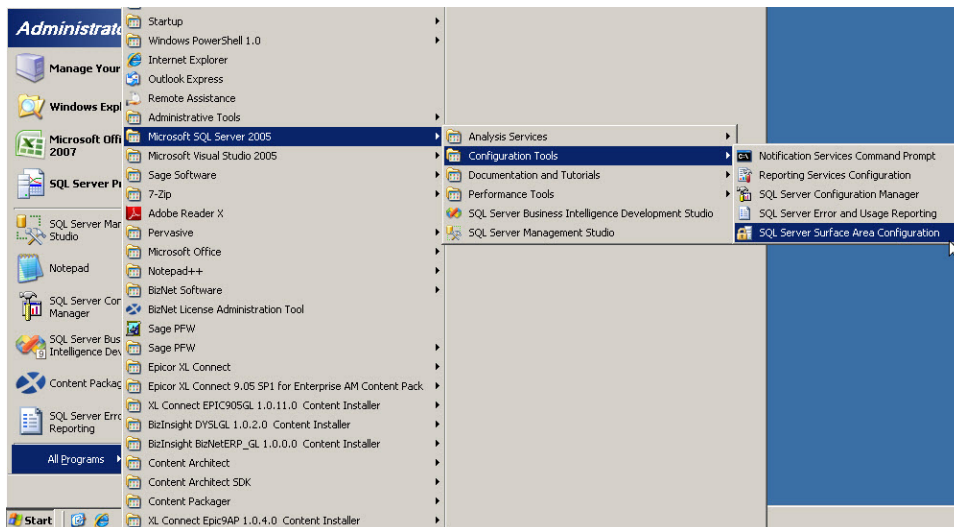 Administrato
Manage Your
Windows Expl
Microsoft Offi
2007
SQL Server Pr
SQL Server Mar
Studio
Notepad
SQL Server Cor
Manager
SQL Server Bus
Intelligence Dev
Content Packag
SQL Server Erro
Reporting
All Programs
Start
Startup
Windows PowerShell 1.0
Internet Explorer
Outlook Express
Remote Assistance
Administrative Tools
Microsoft SQL Server 2005
Microsoft Visual Studio 2005
Sage Software
7-Zip
Adobe Reader X
Pervasive
Microsoft Office
Notepad++
BizNet Software
BizNet License Administration Tool
Sage PFW
Sage PFW
Epicor XL Connect
Epicor XL Connect 9.05 SP1 for Enterprise AM Content Pack
XL Connect EPIC905GL 1.0.11.0 Content Installer
BizInsight DYSLGL 1.0.2.0 Content Installer
BizInsight BizNetERP_GL 1.0.0.0 Content Installer
Content Architect
Content Architect SDK
Content Packager
XL Connect Epic9AP 1.0.4.0 Content Installer
Analysis Services
Configuration Tools
Documentation and Tutorials
Performance Tools
SQL Server Business Intelligence Development Studio
SQL Server Management Studio
Notification Services Command Prompt
Reporting Services Configuration
SQL Server Configuration Manager
SQL Server Error and Usage Reporting
SQL Server Surface Area Configuration